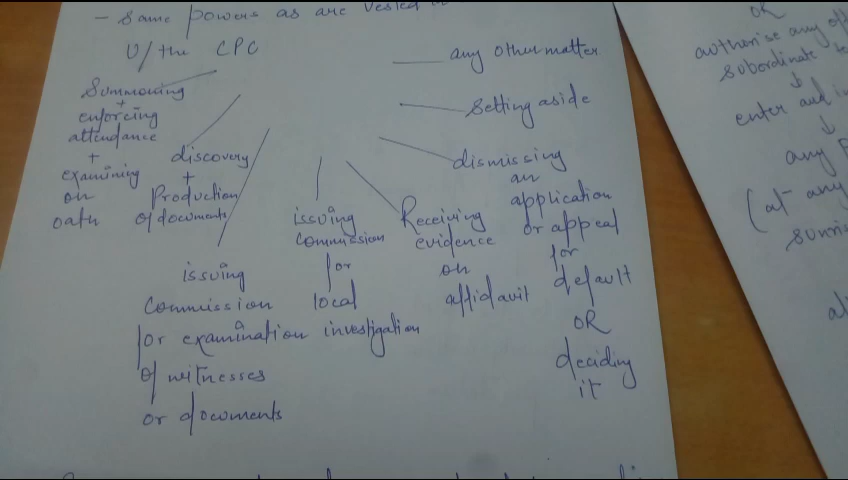 - Same powers as are vested
U/ the CPC
any other matter
Setting aside
dismissing
an
application
or appeal
for
default
OR
deciding
it
Summoning
+
enforcing
attendance
+
examining
on
oath
discovery
+
Production
of documents
issuing
Commission
for examination
of witnesses
or documents
issuing
Commission
for
local
investigation
Receiving
evidence
on
affidavit
OR
authorise any
subordinate
↓
enter and
↓
any
(at any